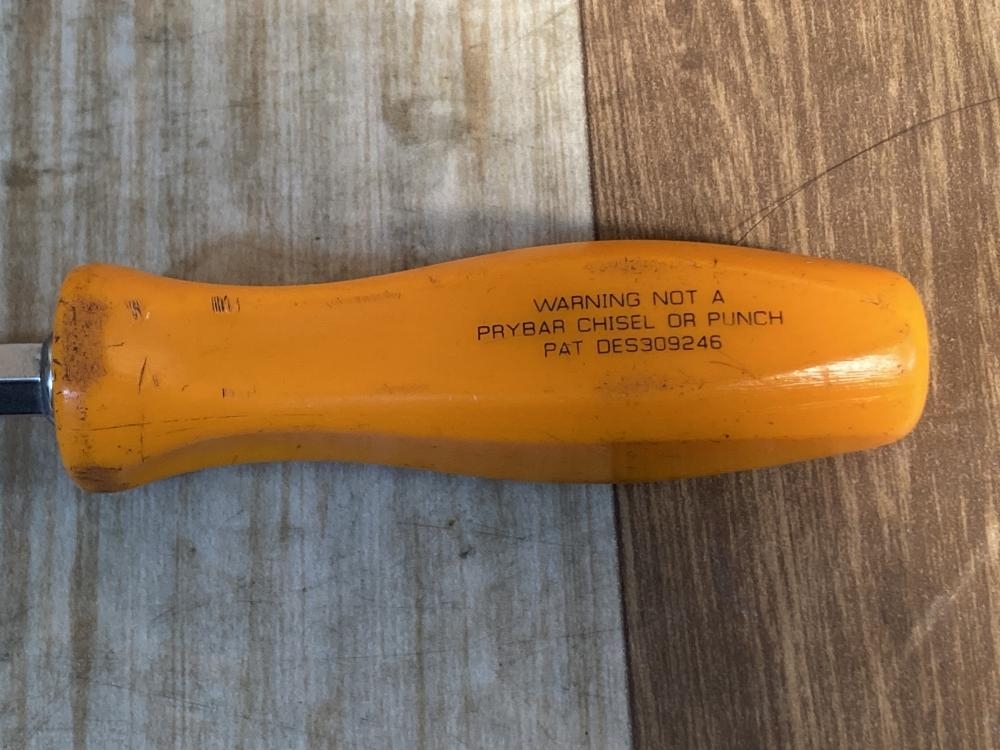 WARNING NOT A
PRYBAR CHISEL OR PUNCH
PAT DES309246